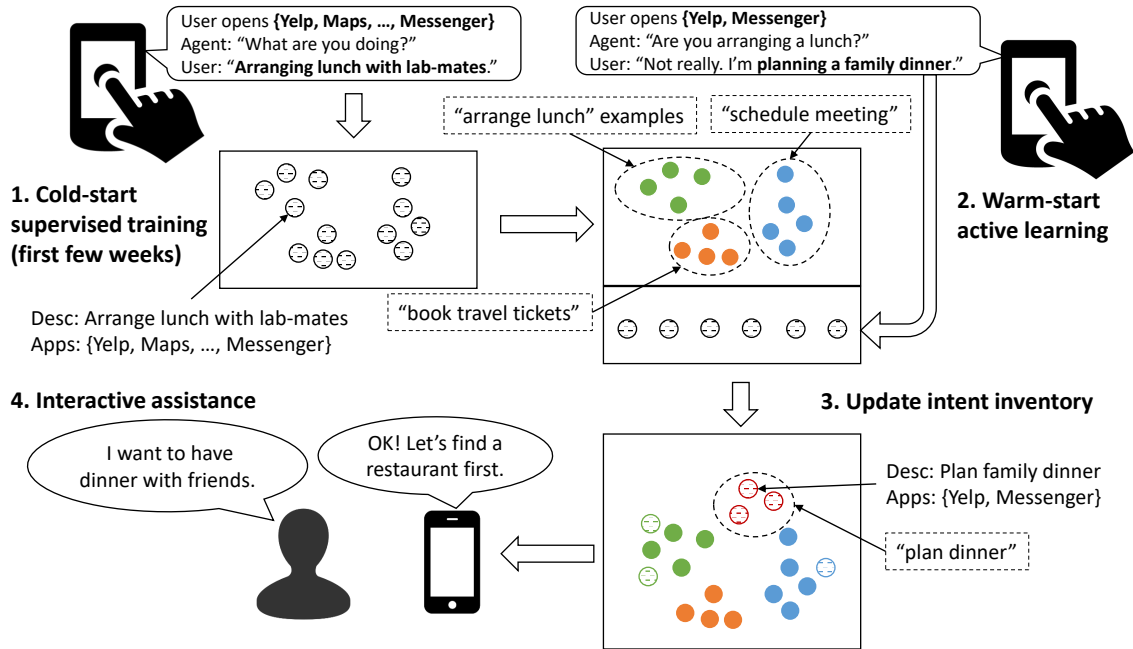 User opens {Yelp, Maps, …, Messenger}
Agent: “What are you doing?”
User: “Arranging lunch with lab-mates.”
User opens {Yelp, Messenger}
Agent: “Are you arranging a lunch?”
User: “Not really. I’m planning a family dinner.”
“arrange lunch” examples
“schedule meeting”
1. Cold-start
supervised training
(first few weeks)
2. Warm-start
active learning
“book travel tickets”
Desc: Arrange lunch with lab-mates
Apps: {Yelp, Maps, …, Messenger}
4. Interactive assistance
3. Update intent inventory
I want to have
dinner with friends.
OK! Let’s find a
restaurant first.
Desc: Plan family dinner
Apps: {Yelp, Messenger}
“plan dinner”